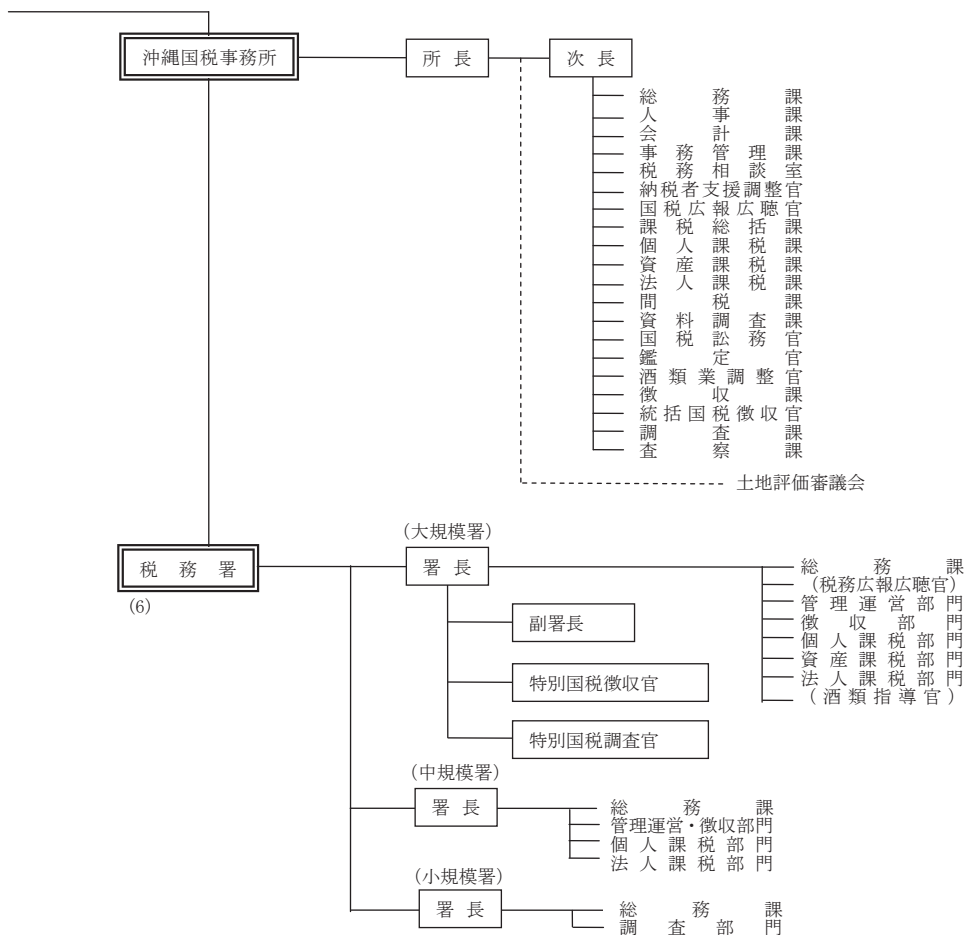 沖縄国税事務所
所長
次長
総務課
人事課
会計課
事務管理課
税務相談室
納税者支援調整官
国税広報広聴官
課税総括課
個人課税課
資産課税課
法人課税課
間税課
資料調査課
国税訟務官
鑑定官
酒類業調整官
徴収課
統括国税徴収官
調査課
査察課
土地評価審議会
税務署
(6)
(大規模署)
署長
副署長
特別国税徴収官
特別国税調査官
総務課
(税務広報広聴官)
管理運営部門
徴収部門
個人課税部門
資産課税部門
法人課税部門
(酒類指導官)
(中規模署)
署長
総務課
管理運営・徴収部門
個人課税部門
法人課税部門
(小規模署)
署長
総務課
調査部門